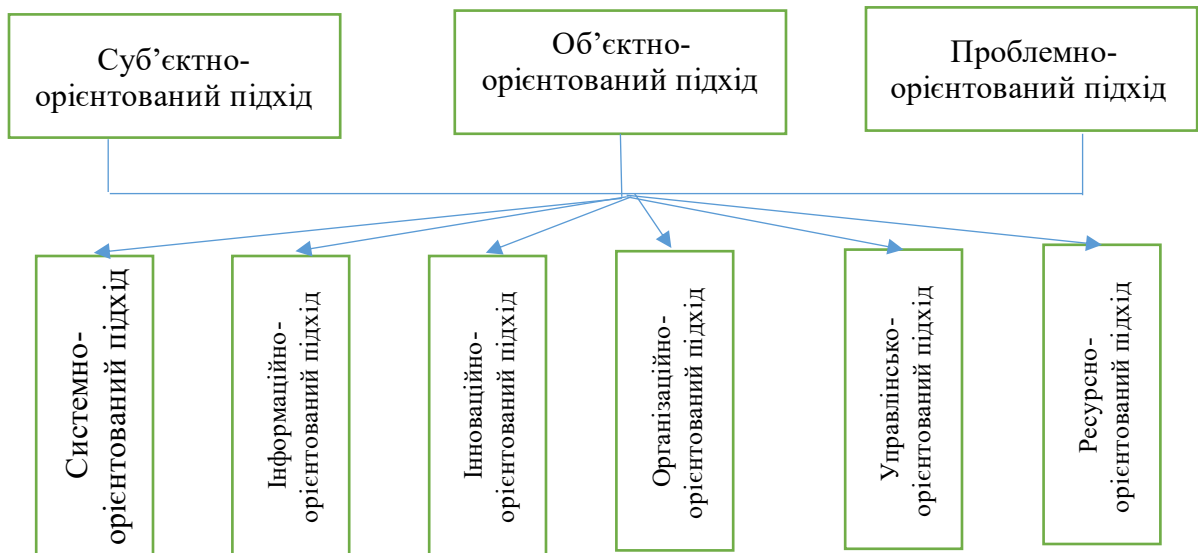 Суб’єктно-
орієнтований підхід
Об’єктно-
орієнтований підхід
Проблемно-
орієнтований підхід
Системно-
орієнтований підхід
Інформаційно-
орієнтований підхід
Інноваційно-
орієнтований підхід
Організаційно-
орієнтований підхід
Управлінсько-
орієнтований підхід
Ресурсно-
орієнтований підхід